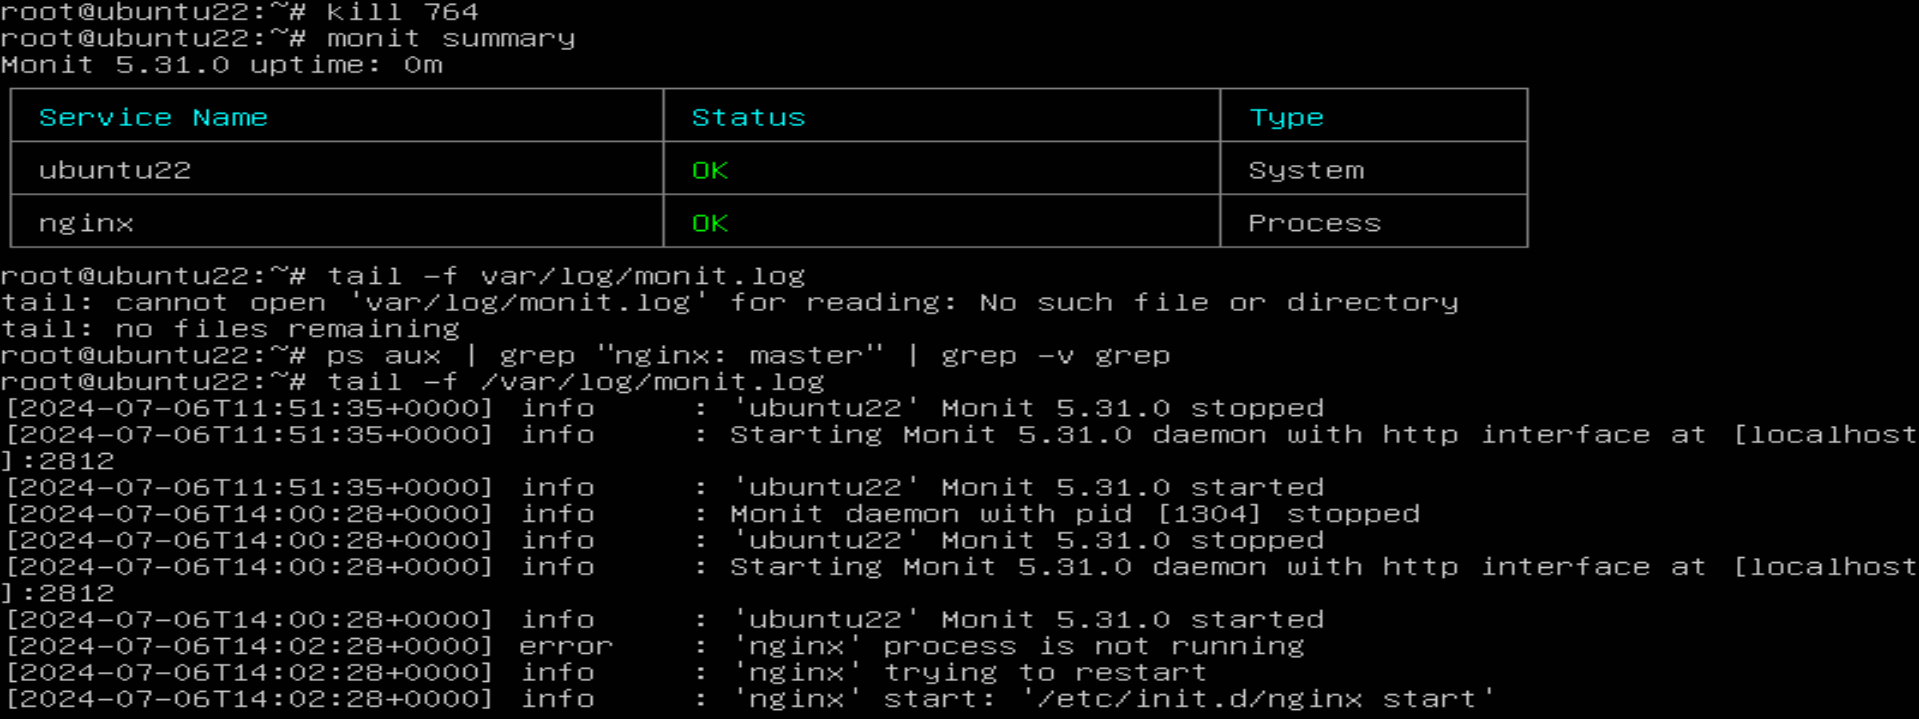 root@ubuntu22:~# kill 764
root@ubuntu22:~# monit summary
Monit 5.31.0 uptime: 0m
Service Name Status Type
ubuntu22 OK System
nginx OK Process
root@ubuntu22:~# tail -f var/log/monit.log
tail: cannot open 'var/log/monit.log' for reading: No such file or directory
tail: no files remaining
root@ubuntu22:~# ps aux | grep "nginx: master" | grep -v grep
root@ubuntu22:~# tail -f /var/log/monit.log
[2024-07-06T11:51:35+0000] info     : 'ubuntu22' Monit 5.31.0 stopped
[2024-07-06T11:51:35+0000] info     : Starting Monit 5.31.0 daemon with http interface at [localhost
]:2812
[2024-07-06T11:51:35+0000] info     : 'ubuntu22' Monit 5.31.0 started
[2024-07-06T14:00:28+0000] info     : Monit daemon with pid [1304] stopped
[2024-07-06T14:00:28+0000] info     : 'ubuntu22' Monit 5.31.0 stopped
[2024-07-06T14:00:28+0000] info     : Starting Monit 5.31.0 daemon with http interface at [localhost
]:2812
[2024-07-06T14:00:28+0000] info     : 'ubuntu22' Monit 5.31.0 started
[2024-07-06T14:02:28+0000] error    : 'nginx' process is not running
[2024-07-06T14:02:28+0000] info     : 'nginx' trying to restart
[2024-07-06T14:02:28+0000] info     : 'nginx' start: '/etc/init.d/nginx start'